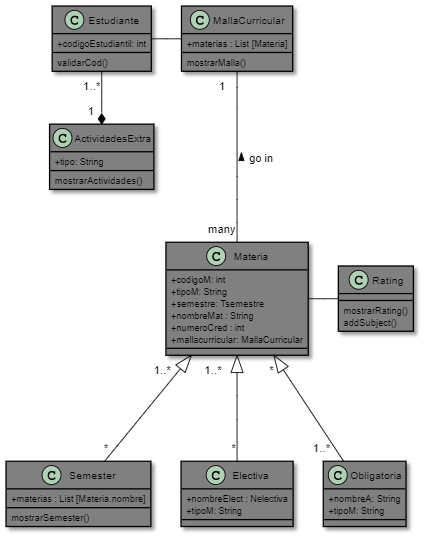 C Estudiante
+codigoEstudiantil: int
validarCod()
C MallaCurricular
+materias : List [Materia]
mostrarMalla()
1..*
1
1
C ActividadesExtra
+tipo: String
mostrarActividades()
go in
many
C Materia
+codigoM: int
+tipoM: String
+semestre: Tsemestre
+nombreMat : String
+numeroCred : int
+mallacurricular: MallaCurricular
C Rating
mostrarRating()
addSubject()
1..*
1..*
*
*
*
1..*
C Semester
+materias : List [Materia.nombre]
mostrarSemester()
C Electiva
+nombreElect : Nelectiva
+tipoM: String
C Obligatoria
+nombreA: String
+tipoM: String